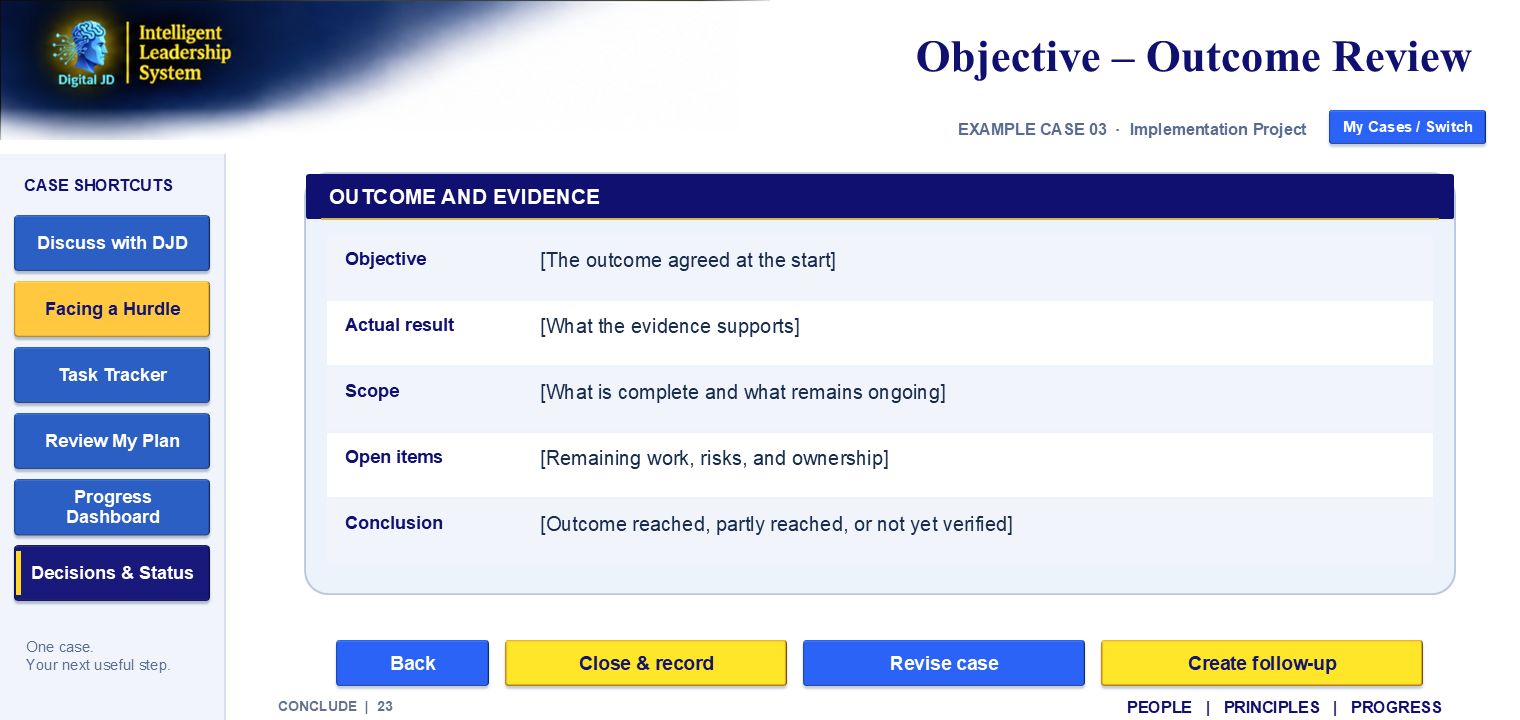 Digital JD
Intelligent
Leadership
System
Objective – Outcome Review
EXAMPLE CASE 03 · Implementation Project
My Cases / Switch
CASE SHORTCUTS
Discuss with DJD
Facing a Hurdle
Task Tracker
Review My Plan
Progress
Dashboard
Decisions & Status
One case.
Your next useful step.
OUTCOME AND EVIDENCE
Objective [The outcome agreed at the start]
Actual result [What the evidence supports]
Scope [What is complete and what remains ongoing]
Open items [Remaining work, risks, and ownership]
Conclusion [Outcome reached, partly reached, or not yet verified]
Back
Close & record
Revise case
Create follow-up
CONCLUDE | 23
PEOPLE | PRINCIPLES | PROGRESS